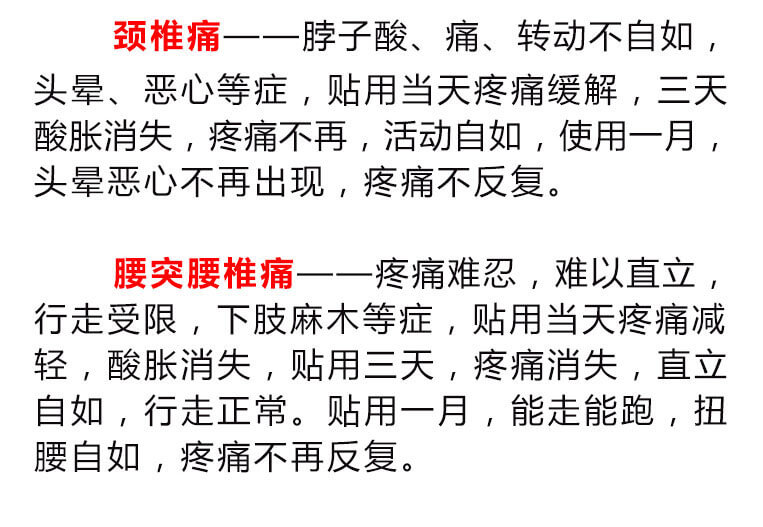 颈椎痛——脖子酸、痛、转动不自如，
头晕、恶心等症，贴用当天疼痛缓解，三天
酸胀消失，疼痛不再，活动自如，使用一月，
头晕恶心不再出现，疼痛不反复。
腰突腰椎痛——疼痛难忍，难以直立，
行走受限，下肢麻木等症，贴用当天疼痛减
轻，酸胀消失，贴用三天，疼痛消失，直立
自如，行走正常。贴用一月，能走能跑，扭
腰自如，疼痛不再反复。